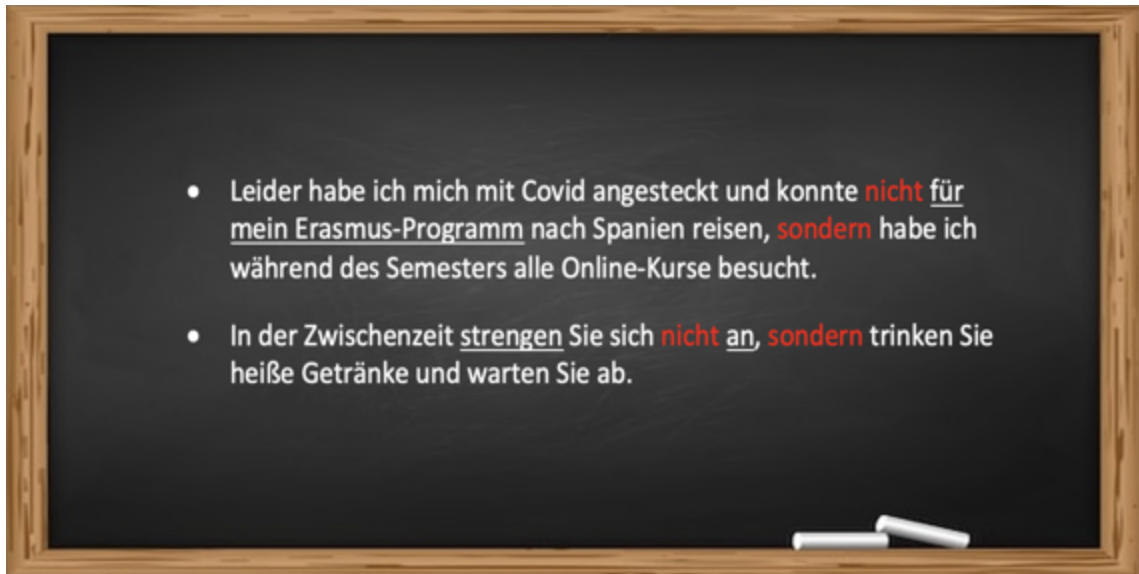 • Leider habe ich mich mit Covid angesteckt und konnte nicht für
mein Erasmus-Programm nach Spanien reisen, sondern habe ich
während des Semesters alle Online-Kurse besucht.
• In der Zwischenzeit strengen Sie sich nicht an, sondern trinken Sie
heiße Getränke und warten Sie ab.